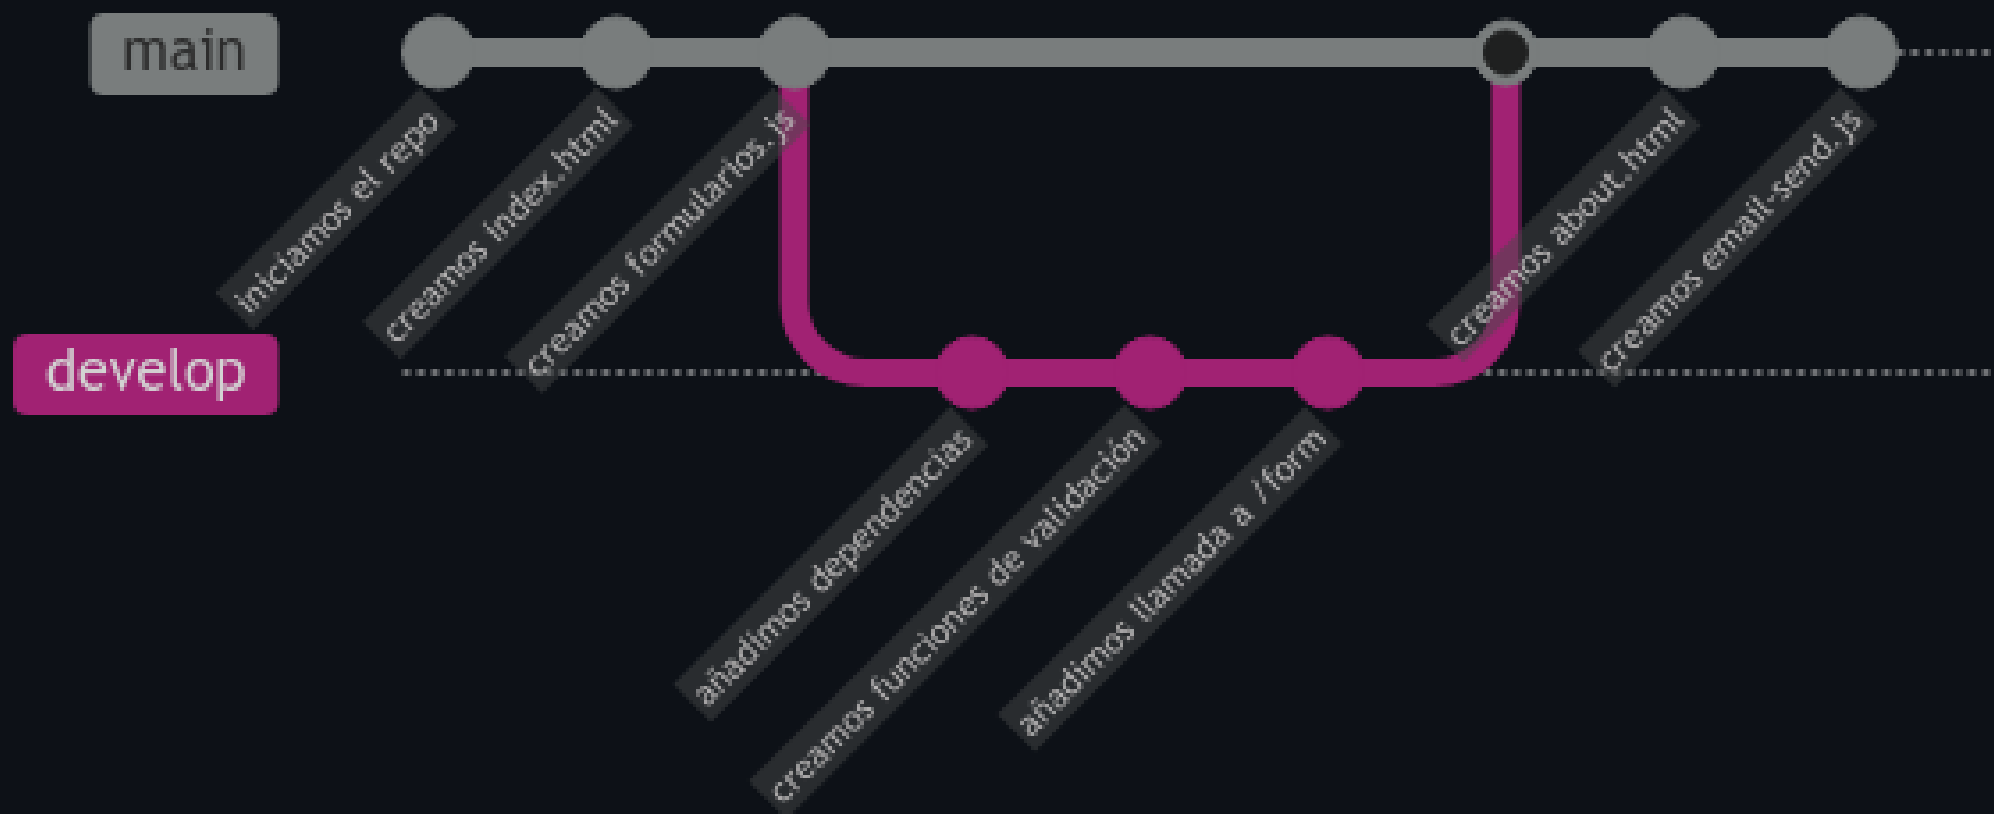 main
iniciamos el repo
creamos index.html
creamos formularios.js
creamos about.html
creamos email-send.js
develop
añadimos dependencias
creamos funciones de validación
añadimos llamada a /form